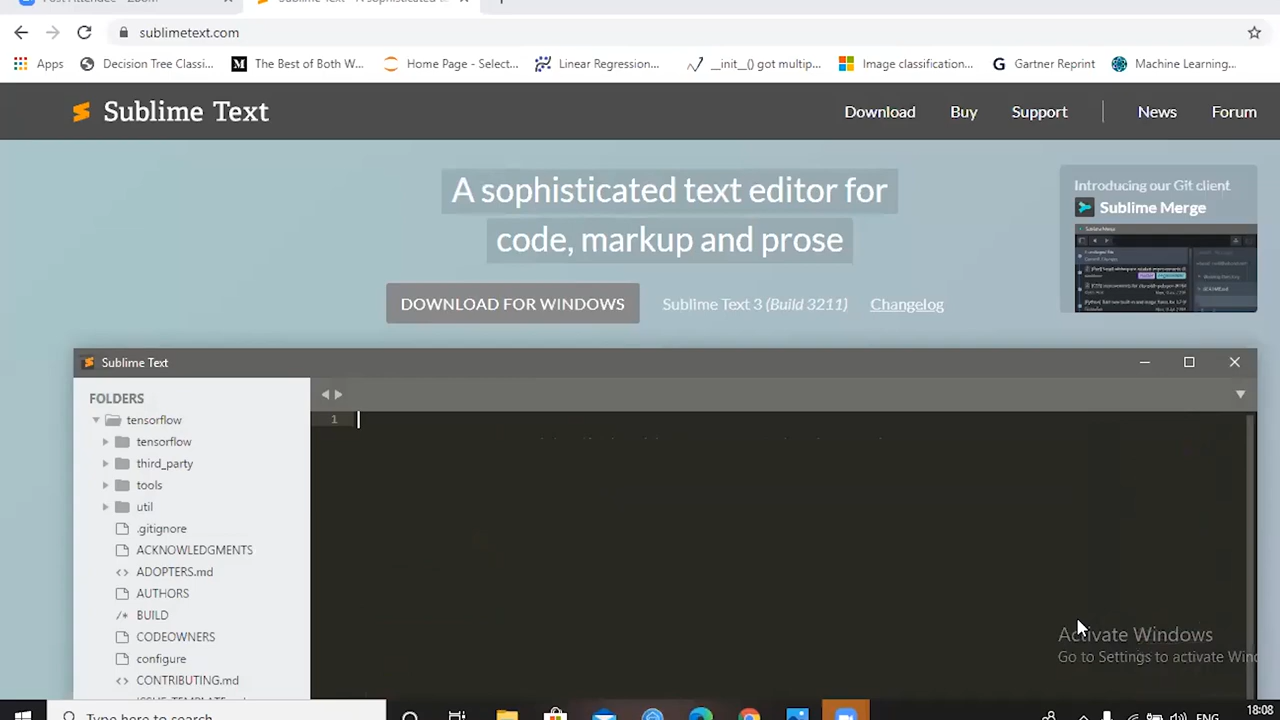 sublimetext.com
Apps Decision Tree Classi... The Best of Both W... Home Page - Select... Linear Regression... __init__() got multip... Image classification... Gartner Reprint Machine Learning...
Sublime Text Download Buy Support News Forum
A sophisticated text editor for
code, markup and prose
Introducing our Git client
Sublime Merge
DOWNLOAD FOR WINDOWS Sublime Text 3 (Build 3211) Changelog
Sublime Text
FOLDERS
tensorflow
1
tensorflow
third_party
tools
util
.gitignore
ACKNOWLEDGMENTS
<> ADOPTERS.md
AUTHORS
/* BUILD
CODEOWNERS
configure
<> CONTRIBUTING.md
Activate Windows
Go to Settings to activate Win
Type here to search
ENG
18:08